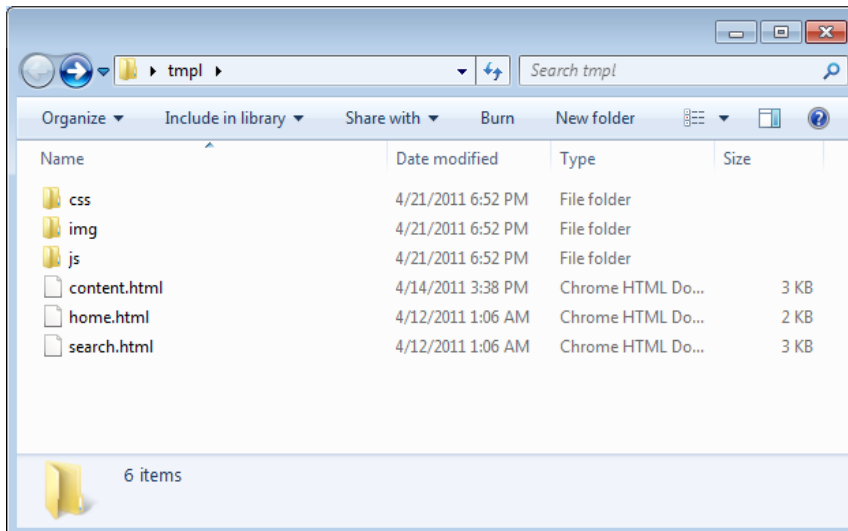 tmpl
Search tmpl
Organize Include in library Share with Burn New folder
Name Date modified Type Size
css 4/21/2011 6:52 PM File folder
img 4/21/2011 6:52 PM File folder
js 4/21/2011 6:52 PM File folder
content.html 4/14/2011 3:38 PM Chrome HTML Do... 3 KB
home.html 4/12/2011 1:06 AM Chrome HTML Do... 2 KB
search.html 4/12/2011 1:06 AM Chrome HTML Do... 3 KB
6 items